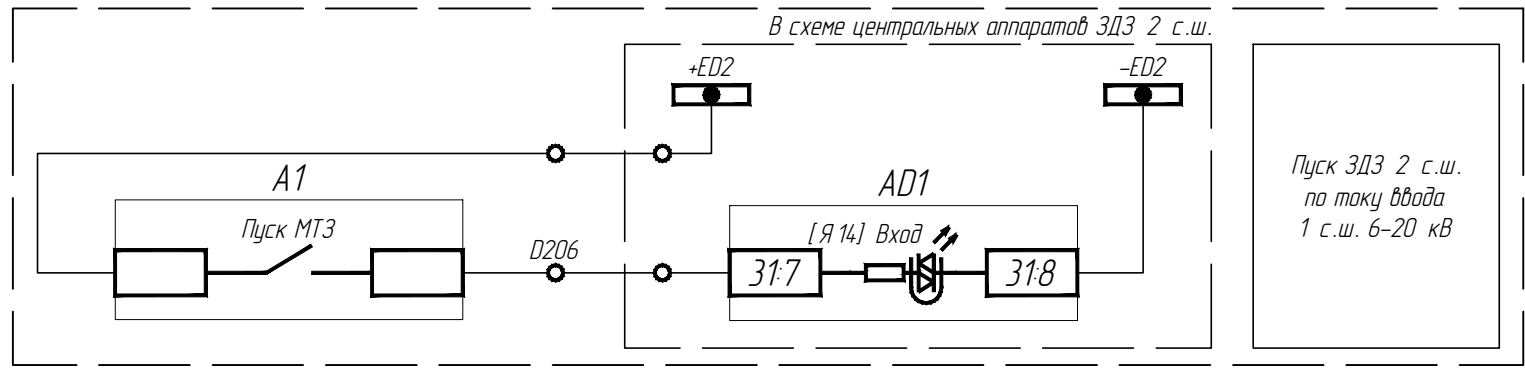 В схеме центральных аппаратов ЗДЗ 2 с.ш.
+ED2
-ED2
A1
AD1
Пуск МТЗ
[Я14] Вход
D206
31:7
31:8
Пуск ЗДЗ 2 с.ш.
по току ввода
1 с.ш. 6-20 кВ